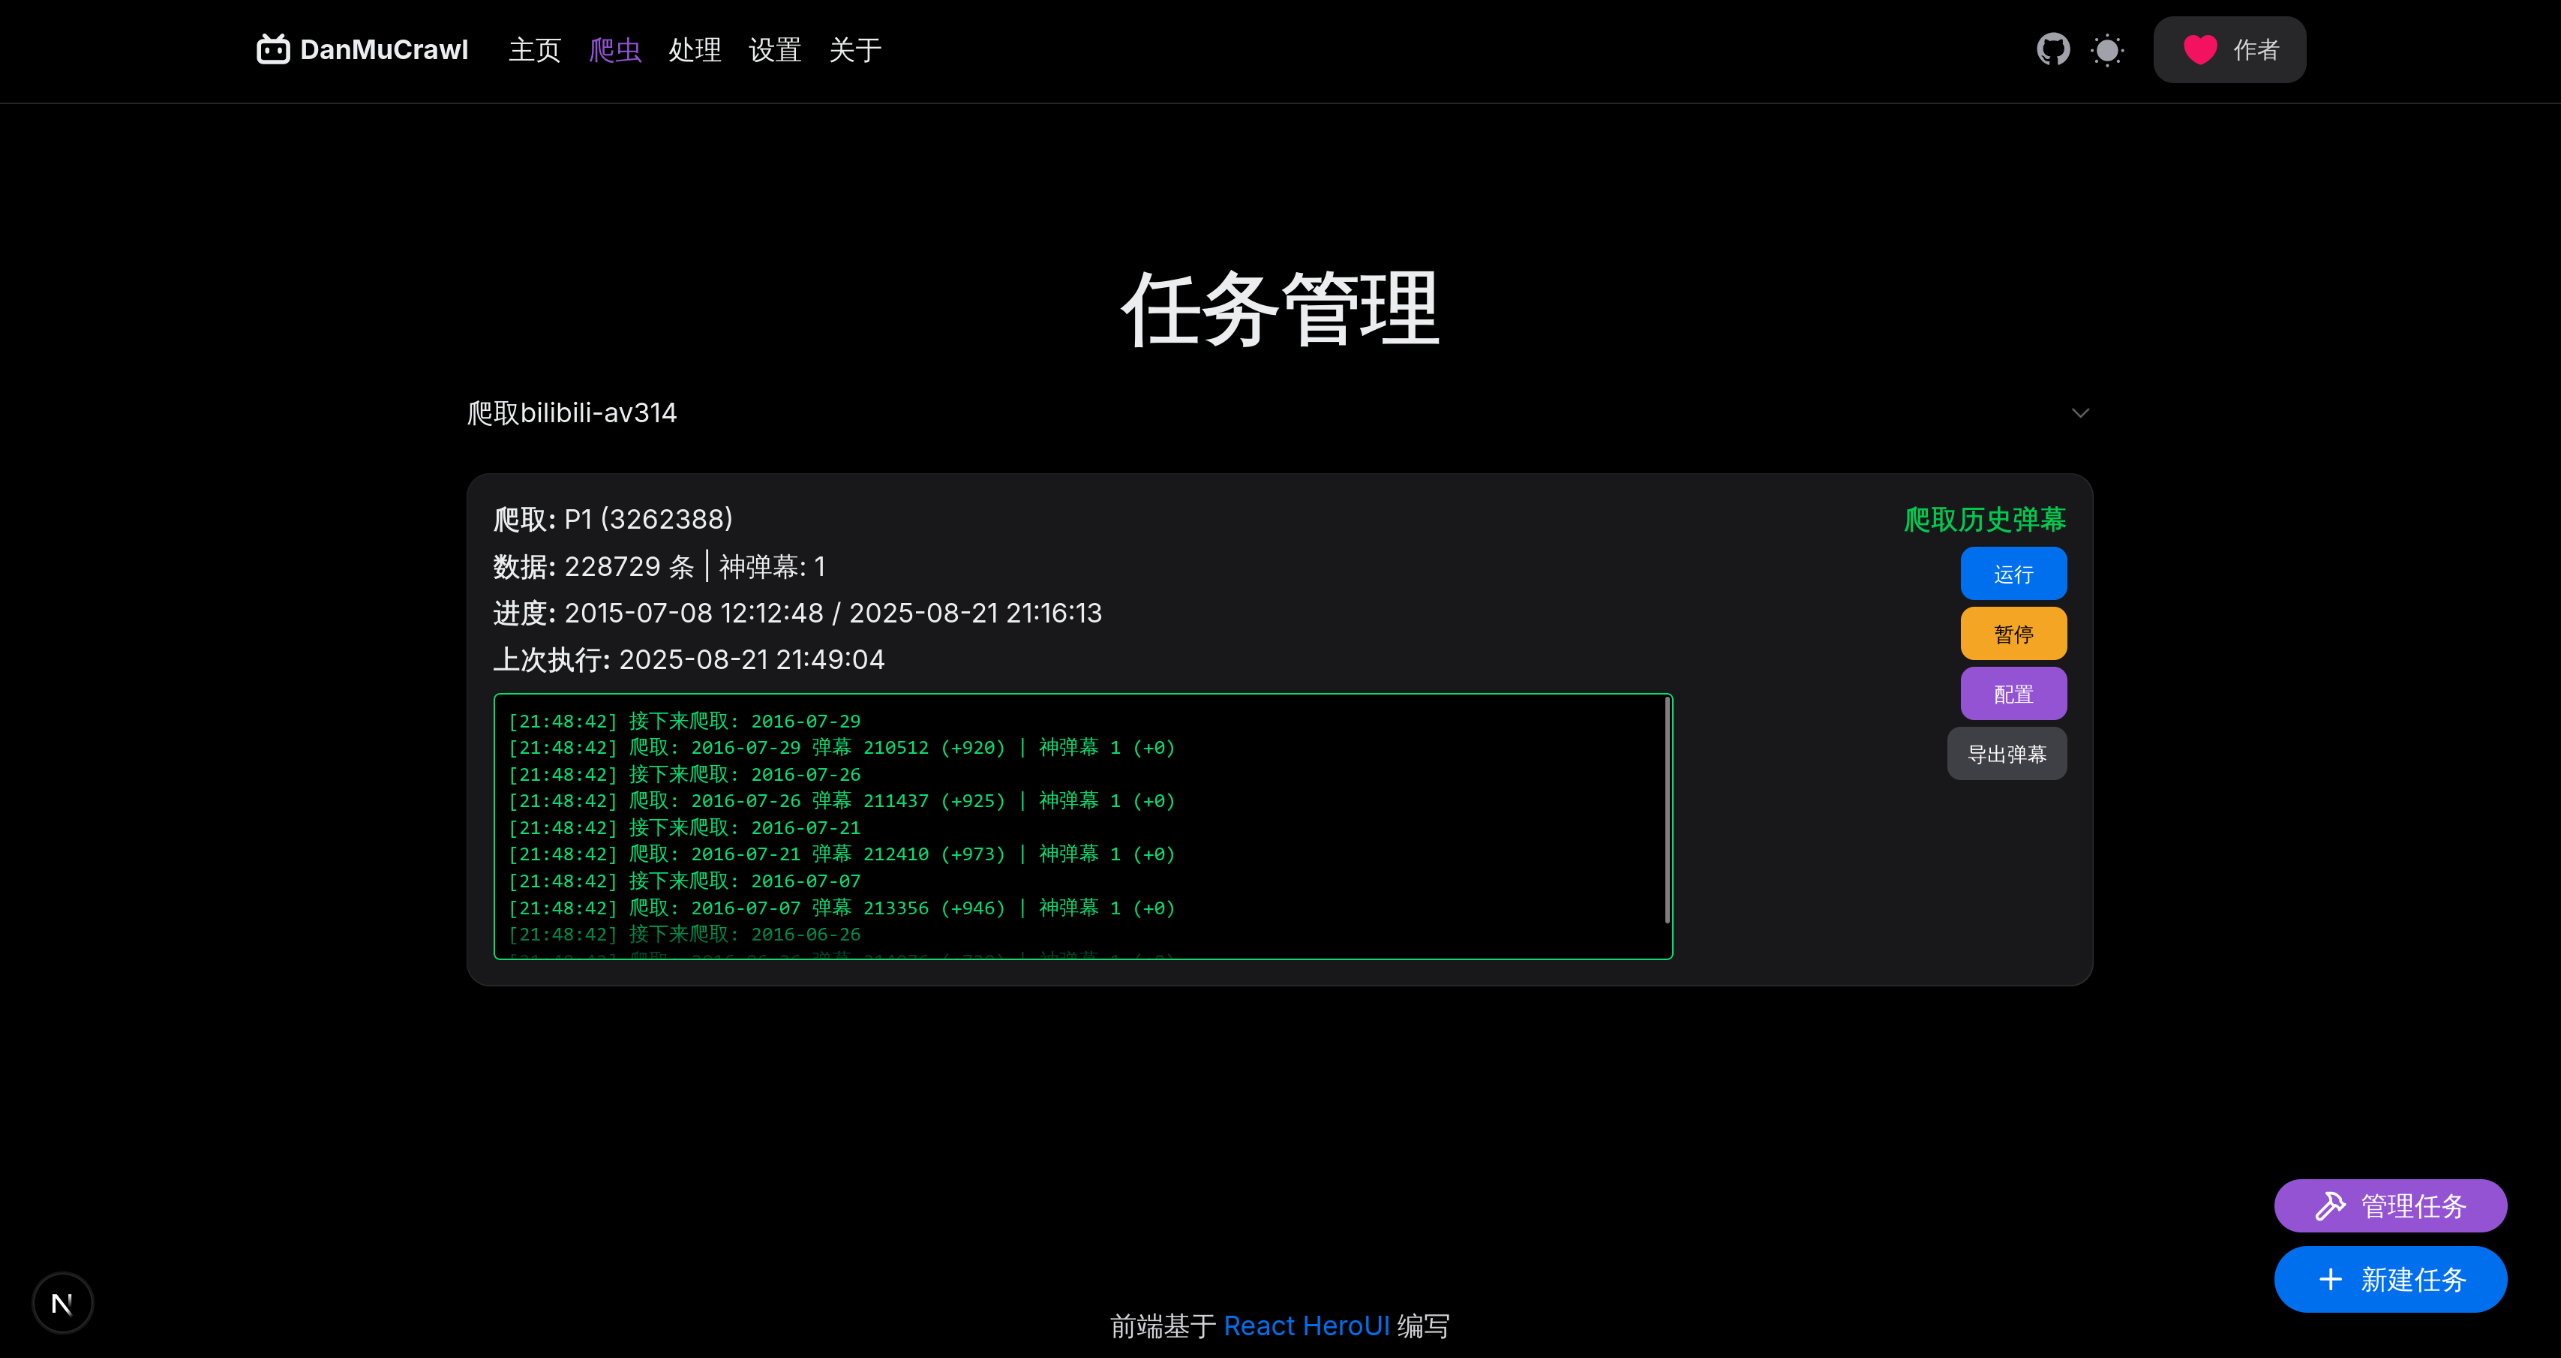 DanMuCrawl 主页 爬虫 处理 设置 关于 作者
任务管理
爬取bilibili-av314
爬取: P1 (3262388)
爬取历史弹幕
数据: 228729 条 | 神弹幕: 1
运行
进度: 2015-07-08 12:12:48 / 2025-08-21 21:16:13
暂停
上次执行: 2025-08-21 21:49:04
配置
导出弹幕
[21:48:42] 接下来爬取: 2016-07-29
[21:48:42] 爬取: 2016-07-29 弹幕 210512 (+920) | 神弹幕 1 (+0)
[21:48:42] 接下来爬取: 2016-07-26
[21:48:42] 爬取: 2016-07-26 弹幕 211437 (+925) | 神弹幕 1 (+0)
[21:48:42] 接下来爬取: 2016-07-21
[21:48:42] 爬取: 2016-07-21 弹幕 212410 (+973) | 神弹幕 1 (+0)
[21:48:42] 接下来爬取: 2016-07-07
[21:48:42] 爬取: 2016-07-07 弹幕 213356 (+946) | 神弹幕 1 (+0)
[21:48:42] 接下来爬取: 2016-06-26
管理任务
新建任务
N
前端基于 React HeroUI 编写